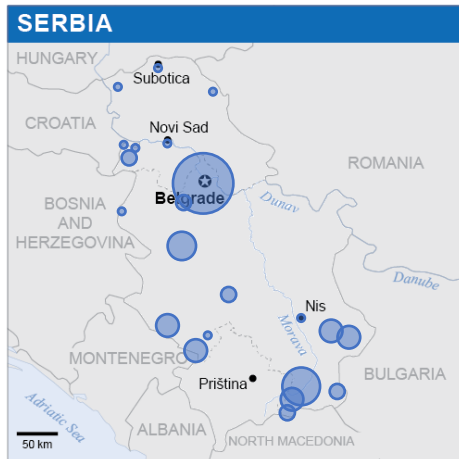 SERBIA
HUNGARY
Subotica
CROATIA
Novi Sad
ROMANIA
BOSNIA
AND
HERZEGOVINA
Belgrade
Dunav
Danube
Nis
Morava
MONTENEGRO
Priština
BULGARIA
Adriatic Sea
ALBANIA
NORTH MACEDONIA
50 km